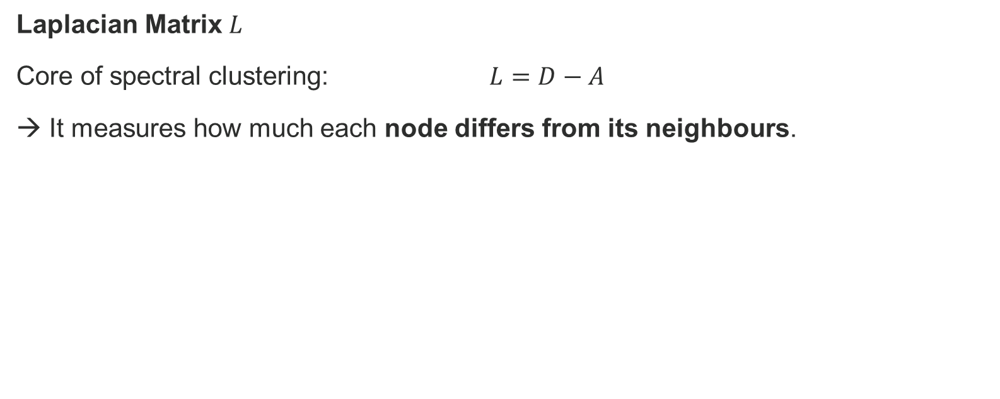 Laplacian Matrix L
Core of spectral clustering: L = D − A
→ It measures how much each node differs from its neighbours.